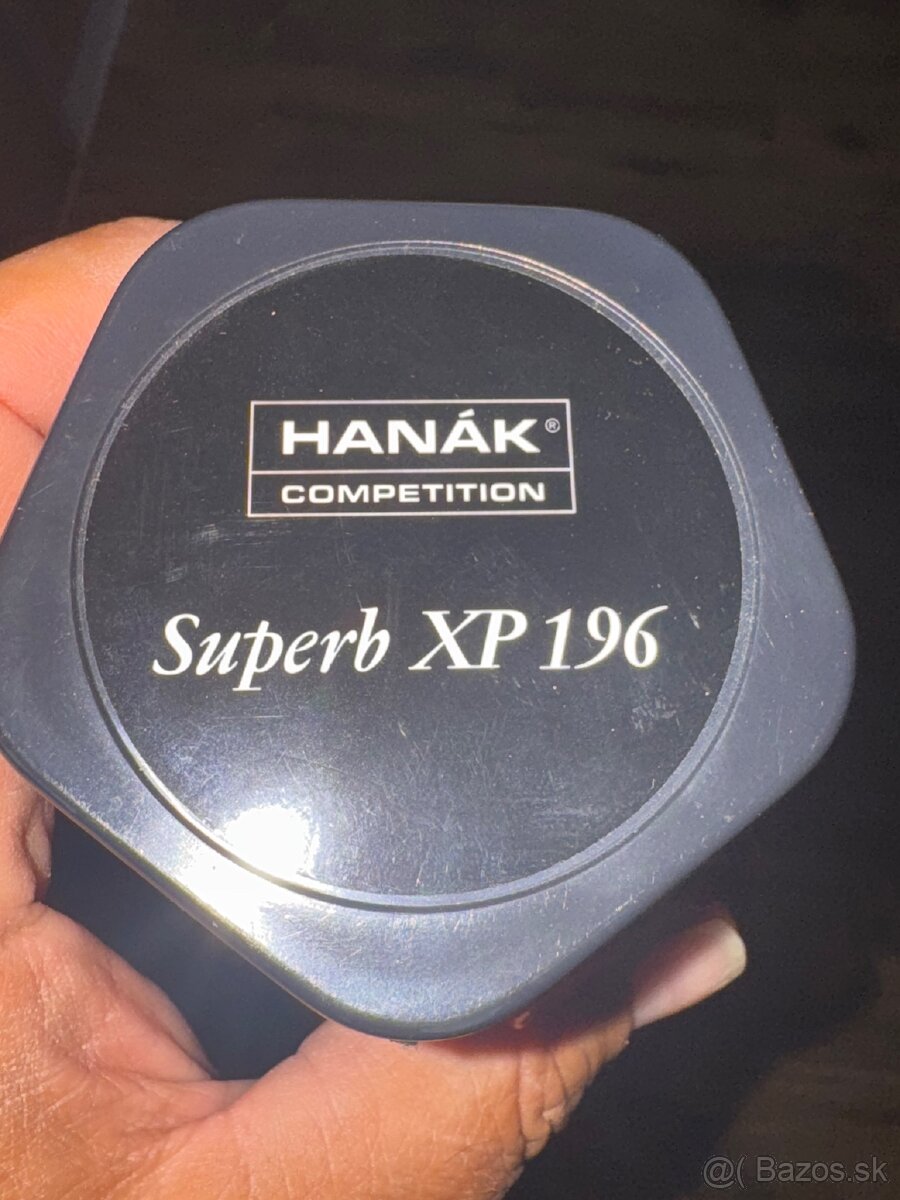 HANÁK®
COMPETITION
Superb XP 196
@( Bazos.sk